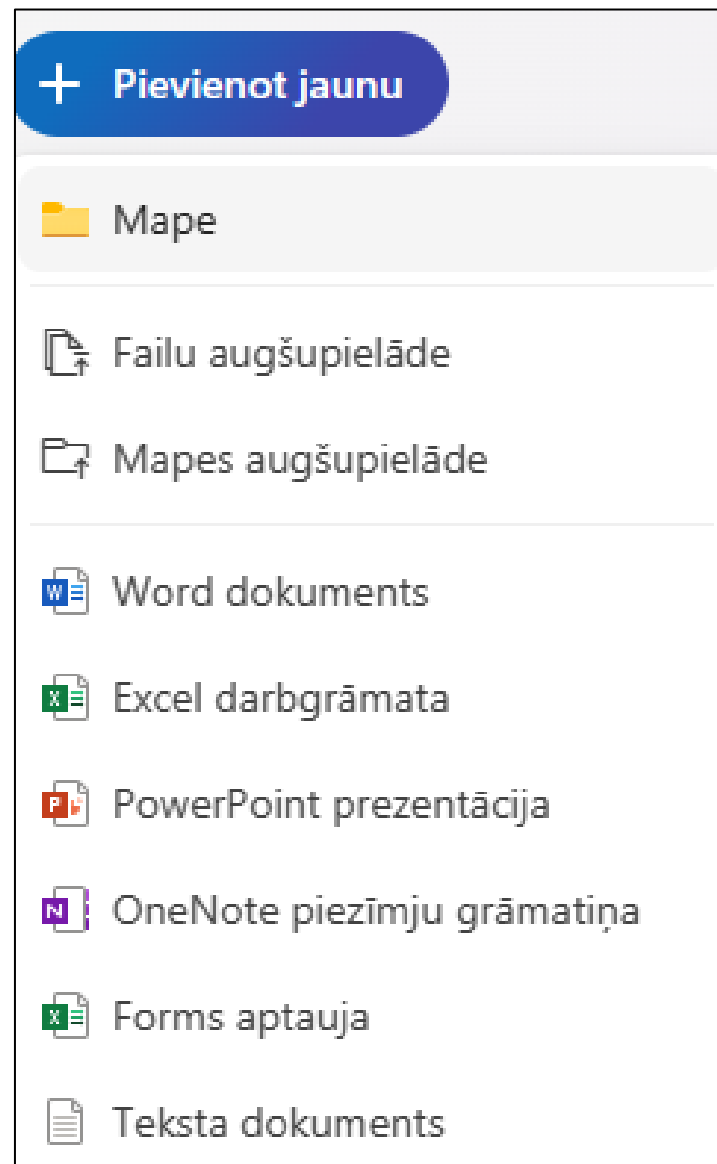 + Pievienot jaunu
Mape
Failu augšupielāde
Mapes augšupielāde
Word dokuments
Excel darbgrāmata
PowerPoint prezentācija
OneNote piezīmju grāmatiņa
Forms aptauja
Teksta dokuments